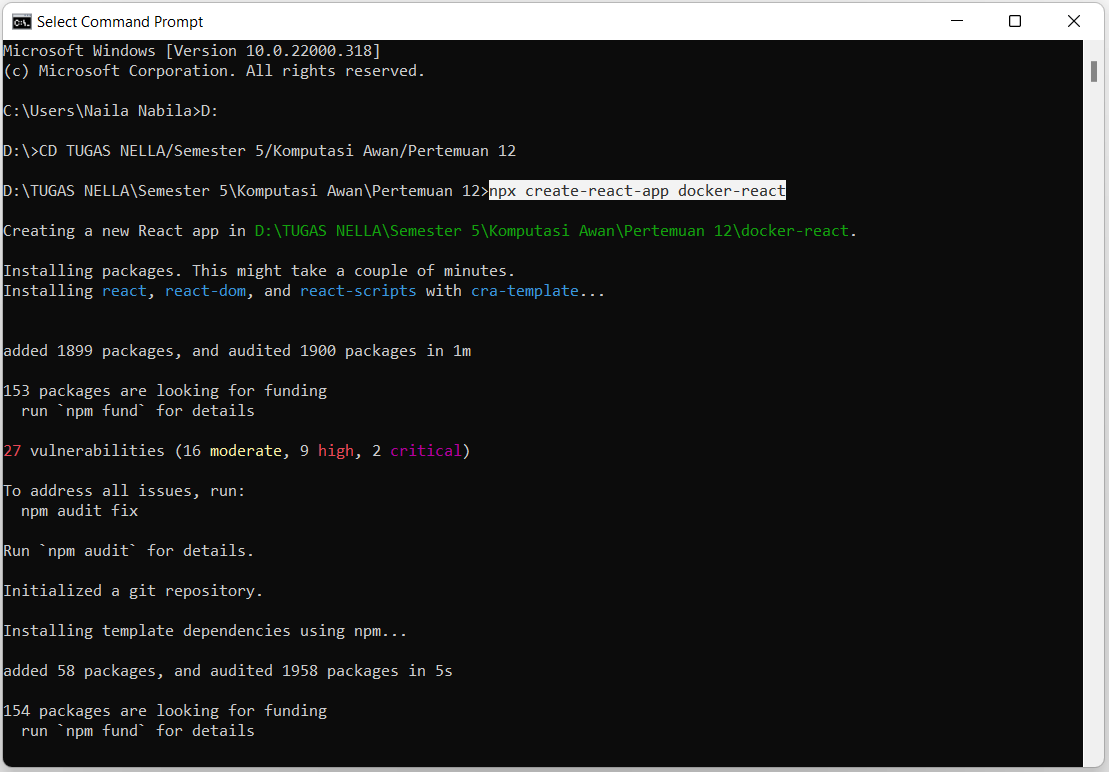 Select Command Prompt
Microsoft Windows [Version 10.0.22000.318]
(c) Microsoft Corporation. All rights reserved.
C:\Users\Naila Nabila>D:
D:\>CD TUGAS NELLA/Semester 5/Komputasi Awan/Pertemuan 12
D:\TUGAS NELLA\Semester 5\Komputasi Awan\Pertemuan 12>npx create-react-app docker-react
Creating a new React app in D:\TUGAS NELLA\Semester 5\Komputasi Awan\Pertemuan 12\docker-react.
Installing packages. This might take a couple of minutes.
Installing react, react-dom, and react-scripts with cra-template...
added 1899 packages, and audited 1900 packages in 1m
153 packages are looking for funding
  run `npm fund` for details
27 vulnerabilities (16 moderate, 9 high, 2 critical)
To address all issues, run:
  npm audit fix
Run `npm audit` for details.
Initialized a git repository.
Installing template dependencies using npm...
added 58 packages, and audited 1958 packages in 5s
154 packages are looking for funding
  run `npm fund` for details